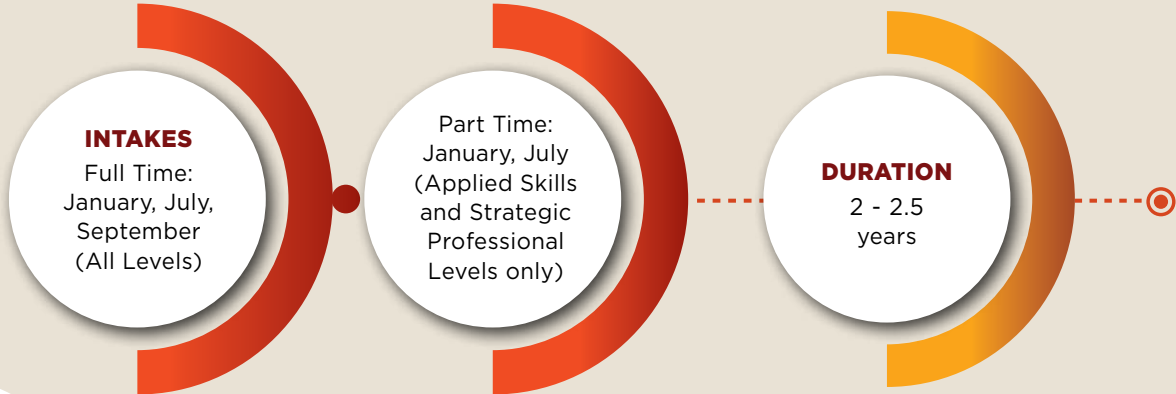 INTAKES
Full Time:
January, July,
September
(All Levels)
Part Time:
January, July
(Applied Skills
and Strategic
Professional
Levels only)
DURATION
2 - 2.5
years